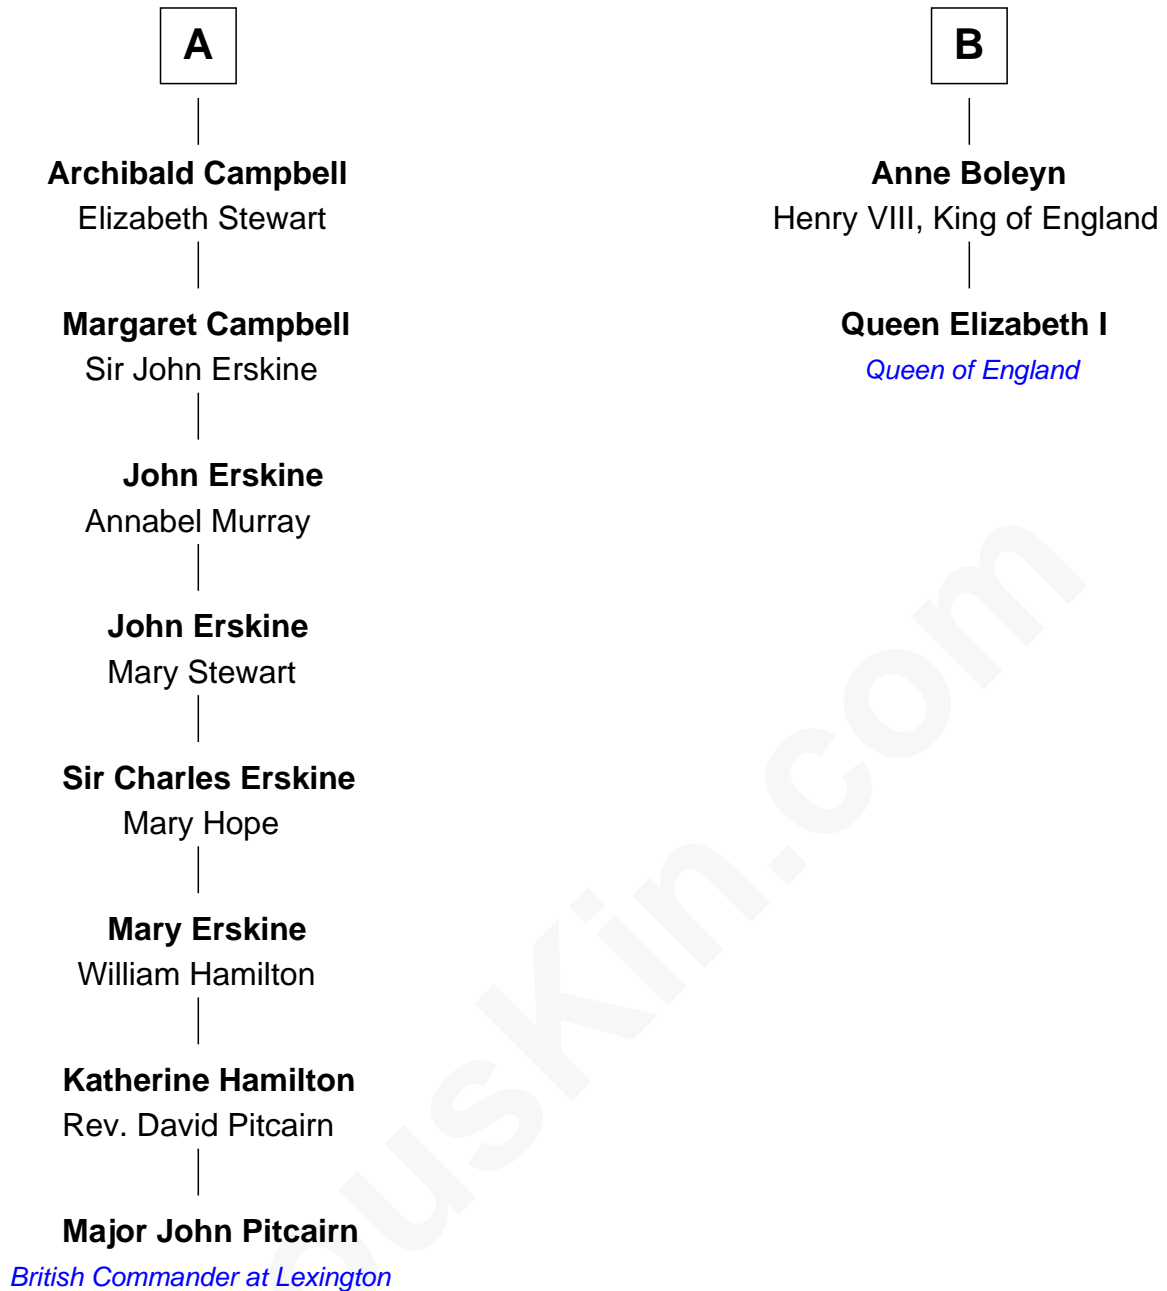 A
Archibald Campbell
Elizabeth Stewart
Margaret Campbell
Sir John Erskine
John Erskine
Annabel Murray
John Erskine
Mary Stewart
Sir Charles Erskine
Mary Hope
Mary Erskine
William Hamilton
Katherine Hamilton
Rev. David Pitcairn
Major John Pitcairn
British Commander at Lexington
B
Anne Boleyn
Henry VIII, King of England
Queen Elizabeth I
Queen of England
ouskin.com